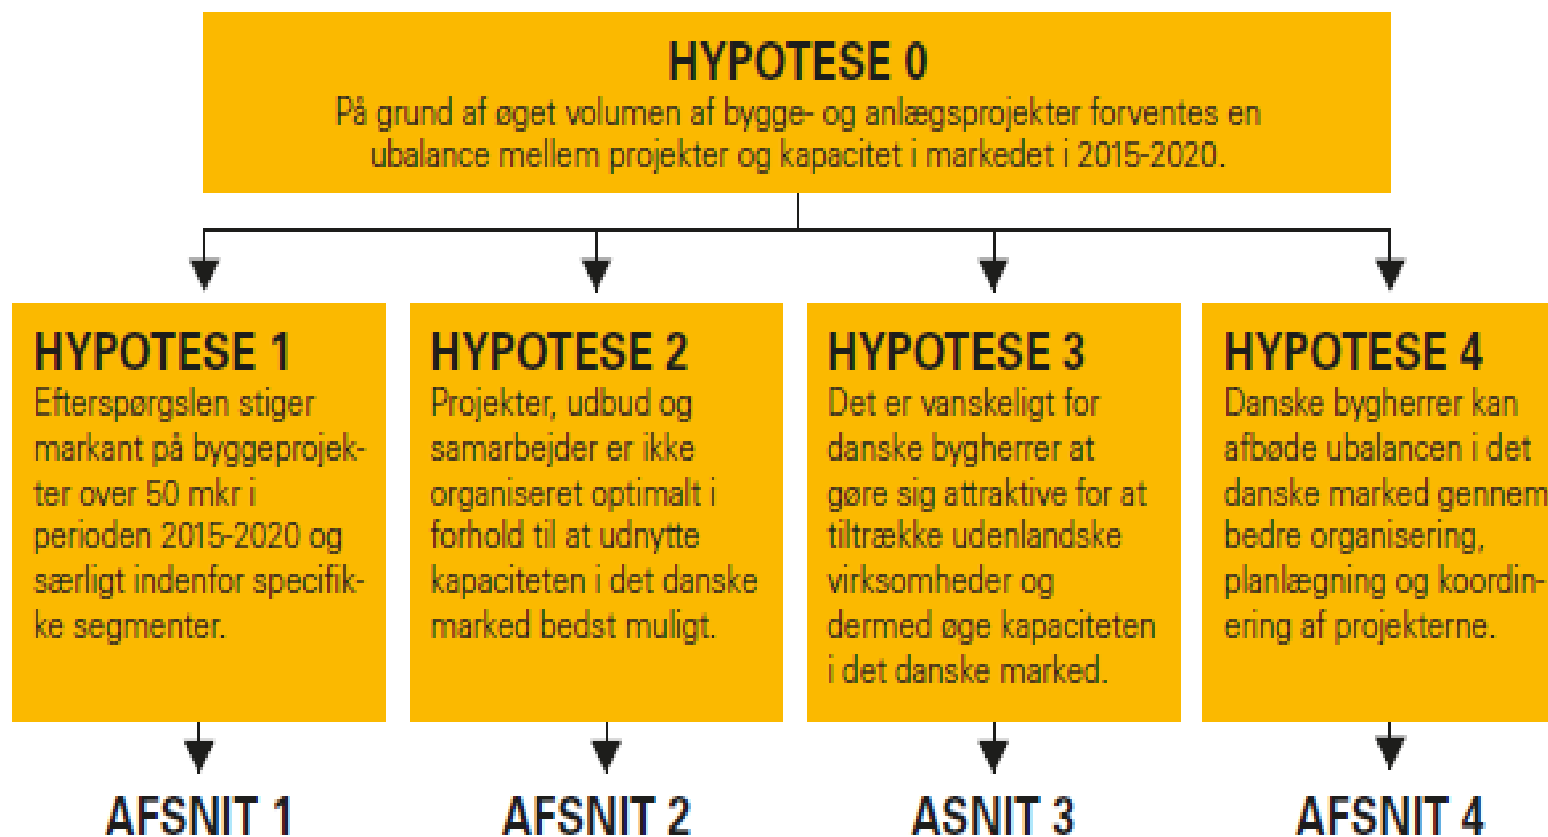 HYPOTESE 0
På grund af øget volumen af bygge- og anlægsprojekter forventes en
ubalance mellem projekter og kapacitet i markedet i 2015-2020.
HYPOTESE 1
Efterspørgslen stiger
markant på byggeprojek-
ter over 50 mkr i
perioden 2015-2020 og
særligt indenfor specifik-
ke segmenter.
HYPOTESE 2
Projekter, udbud og
samarbejder er ikke
organiseret optimalt i
forhold til at udnytte
kapaciteten i det danske
marked bedst muligt.
HYPOTESE 3
Det er vanskeligt for
danske bygherrer at
gøre sig attraktive for at
tiltrække udenlandske
virksomheder og
dermed øge kapaciteten
i det danske marked.
HYPOTESE 4
Danske bygherrer kan
afbøde ubalancen i det
danske marked gennem
bedre organisering,
planlægning og koordin-
ering af projekterne.
AFSNIT 1
AFSNIT 2
ASNIT 3
AFSNIT 4